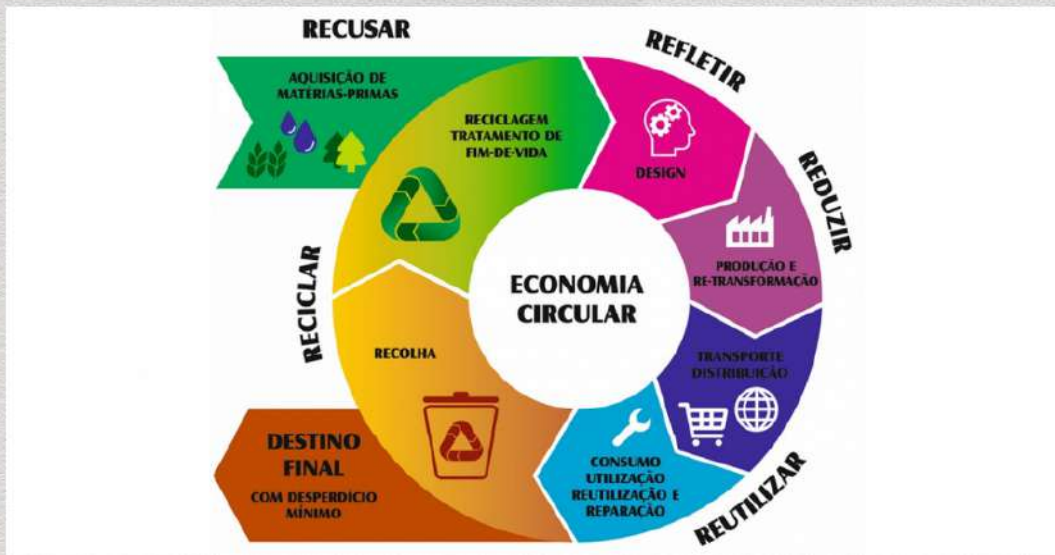 RECUSAR
AQUISIÇÃO DE
MATÉRIAS-PRIMAS
RECICLAGEM
TRATAMENTO DE
FIM-DE-VIDA
REFLETIR
DESIGN
REDUZIR
PRODUÇÃO E
RE-TRANSFORMAÇÃO
ECONOMIA
CIRCULAR
TRANSPORTE
DISTRIBUIÇÃO
REUTILIZAR
CONSUMO
UTILIZAÇÃO
REUTILIZAÇÃO E
REPARAÇÃO
RECICLAR
RECOLHA
DESTINO
FINAL
COM DESPERDÍCIO
MÍNIMO